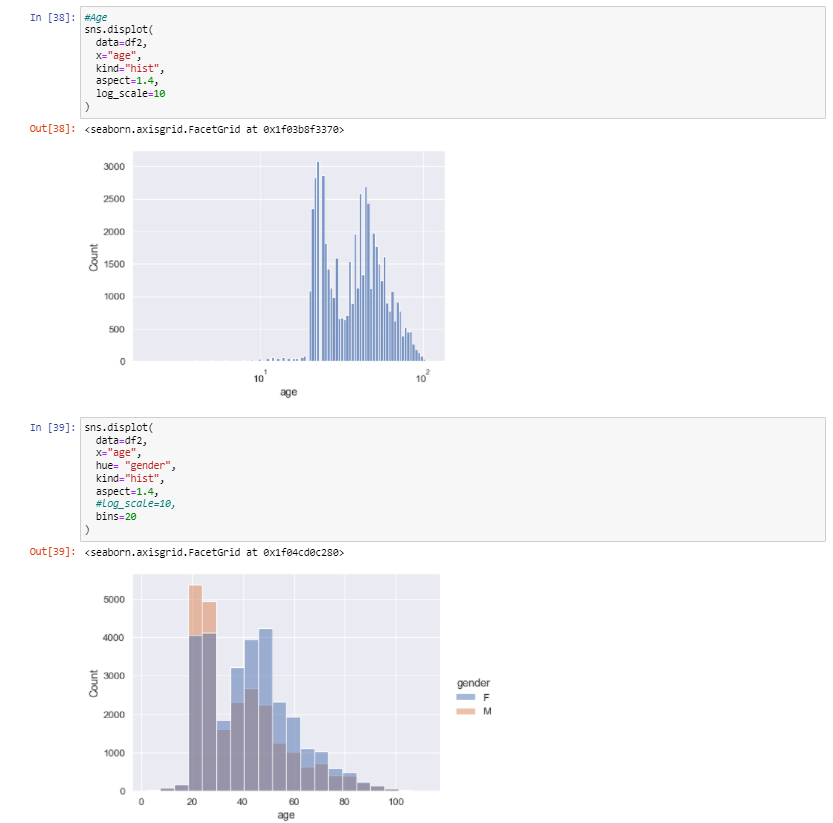 In [38]: #Age
sns.displot(
data=df2,
x="age",
kind="hist",
aspect=1.4,
log_scale=10
)
Out[38]: <seaborn.axisgrid.FacetGrid at 0x1f03b8f3370>
3000
2500
2000
1500
1000
500
0
Count
10^1
10^2
age
In [39]: sns.displot(
data=df2,
x="age",
hue= "gender",
kind="hist",
aspect=1.4,
#log_scale=10,
bins=20
)
Out[39]: <seaborn.axisgrid.FacetGrid at 0x1f04cd0c280>
5000
4000
3000
2000
1000
0
Count
0 20 40 60 80 100
age
gender
F
M